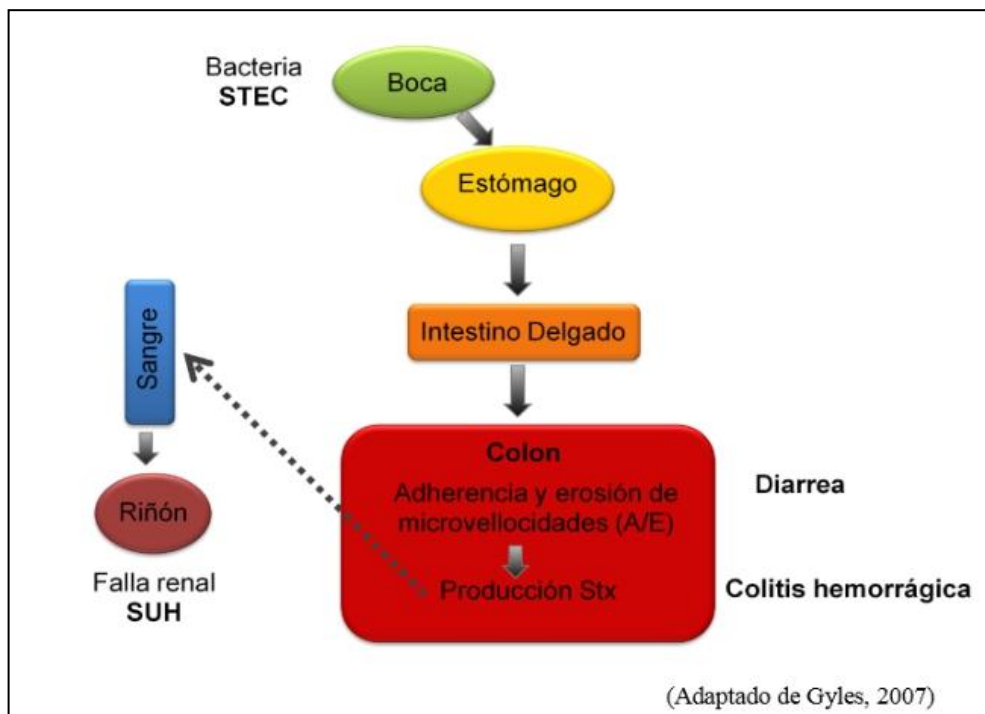 Bacteria
STEC
Boca
Estómago
Intestino Delgado
Sangre
Riñón
Falla renal
SUH
Colon
Adherencia y erosión de
microvellocidades (A/E)
Producción Stx
Diarrea
Colitis hemorrágica
(Adaptado de Gyles, 2007)